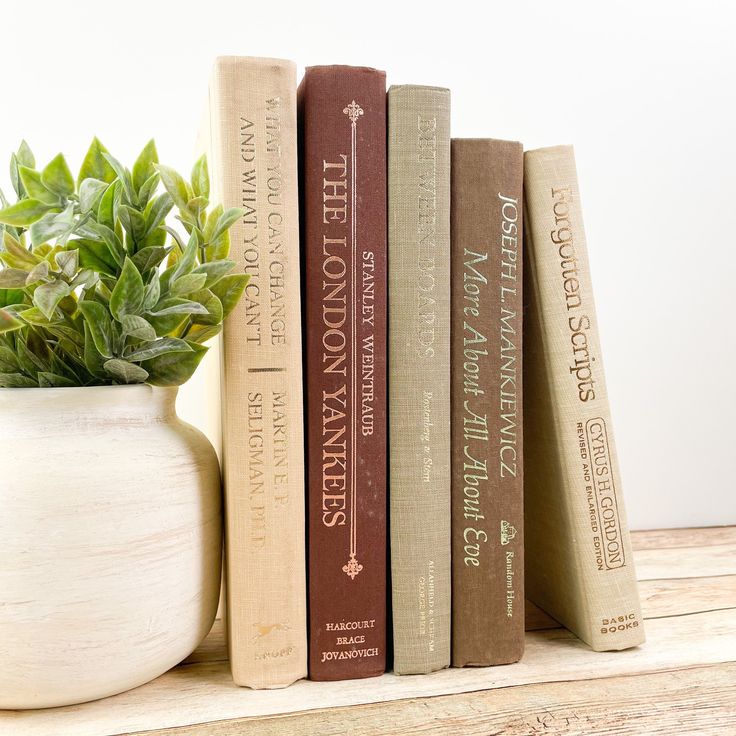 WHAT YOU CAN CHANGE
AND WHAT YOU CAN'T
MARTIN E. P.
SELIGMAN, PH.D.
KNOPF
STANLEY WEINTRAUB
THE LONDON YANKEES
HARCOURT
BRACE
JOVANOVICH
BOARDS
& Stern
JOSEPH L. MANKIEWICZ
More About All About Eve
Random House
Forgotten Scripts
CYRUS H. GORDON
REVISED AND ENLARGED EDITION
BASIC
BOOKS